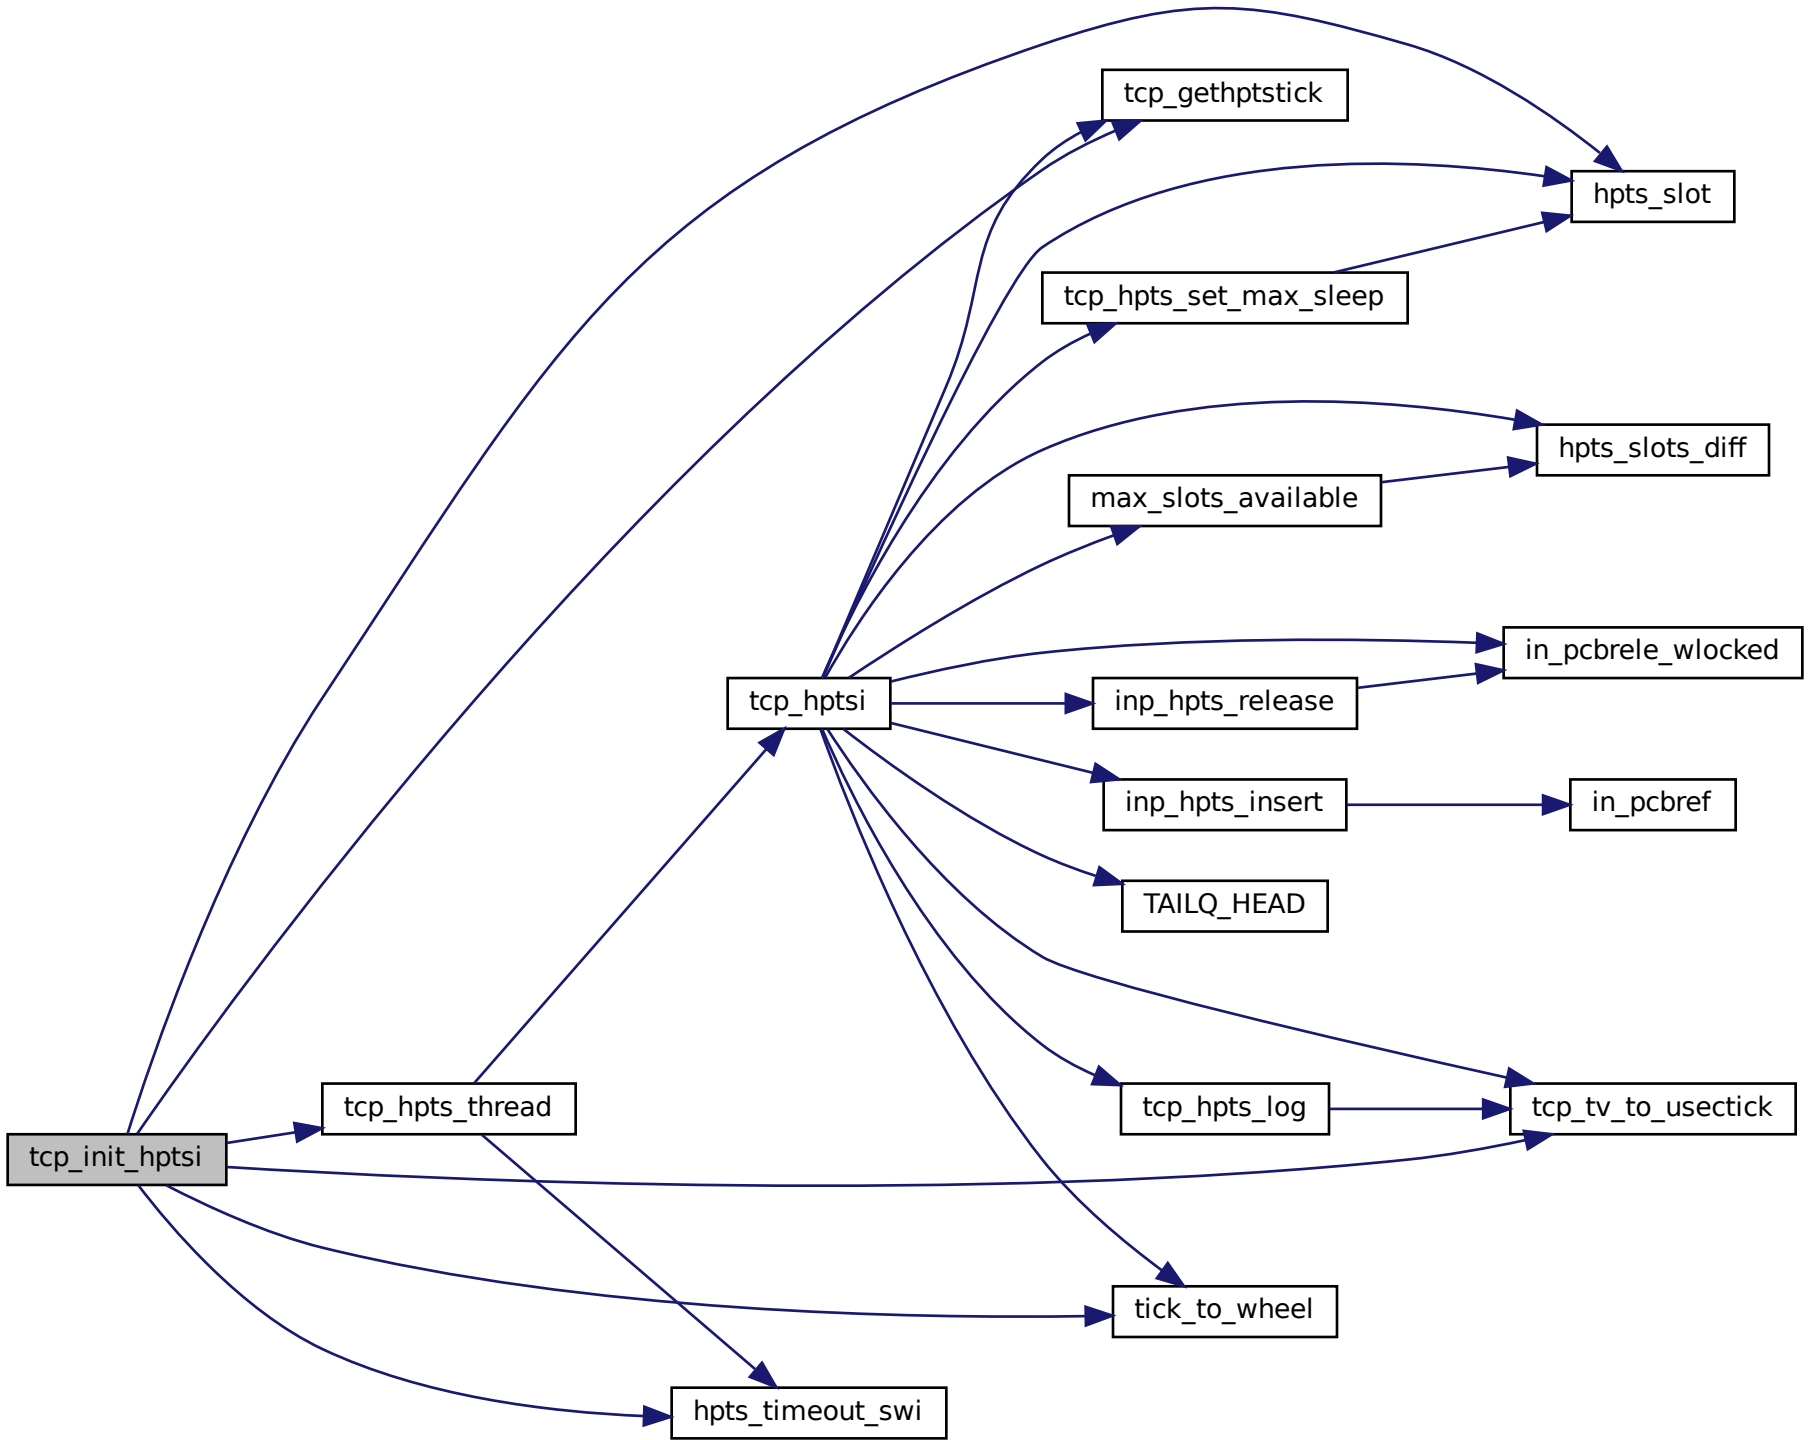 tcp_gethptstick
hpts_slot
tcp_hpts_set_max_sleep
hpts_slots_diff
max_slots_available
in_pcbrele_wlocked
tcp_hptsi
inp_hpts_release
inp_hpts_insert
in_pcbref
TAILQ_HEAD
tcp_hpts_thread
tcp_hpts_log
tcp_tv_to_usectick
tcp_init_hptsi
tick_to_wheel
hpts_timeout_swi